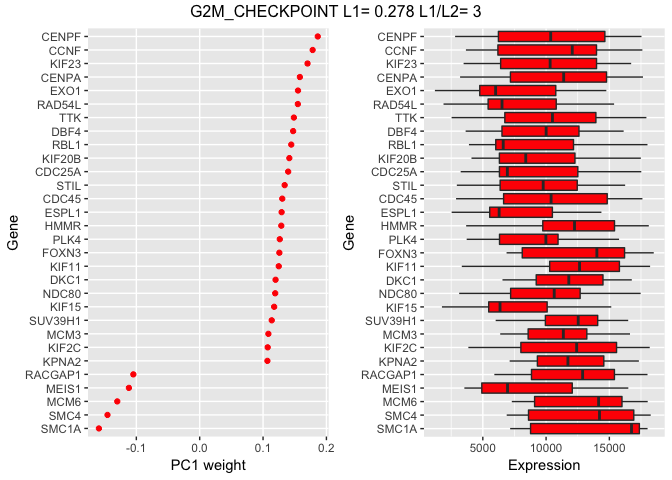 G2M_CHECKPOINT L1= 0.278 L1/L2= 3
Gene
CENPF
CCNF
KIF23
CENPA
EXO1
RAD54L
TTK
DBF4
RBL1
KIF20B
CDC25A
STIL
CDC45
ESPL1
HMMR
PLK4
FOXN3
KIF11
DKC1
NDC80
KIF15
SUV39H1
MCM3
KIF2C
KPNA2
RACGAP1
MEIS1
MCM6
SMC4
SMC1A
-0.1 0.0 0.1 0.2
PC1 weight
Gene
CENPF
CCNF
KIF23
CENPA
EXO1
RAD54L
TTK
DBF4
RBL1
KIF20B
CDC25A
STIL
CDC45
ESPL1
HMMR
PLK4
FOXN3
KIF11
DKC1
NDC80
KIF15
SUV39H1
MCM3
KIF2C
KPNA2
RACGAP1
MEIS1
MCM6
SMC4
SMC1A
5000 10000 15000
Expression